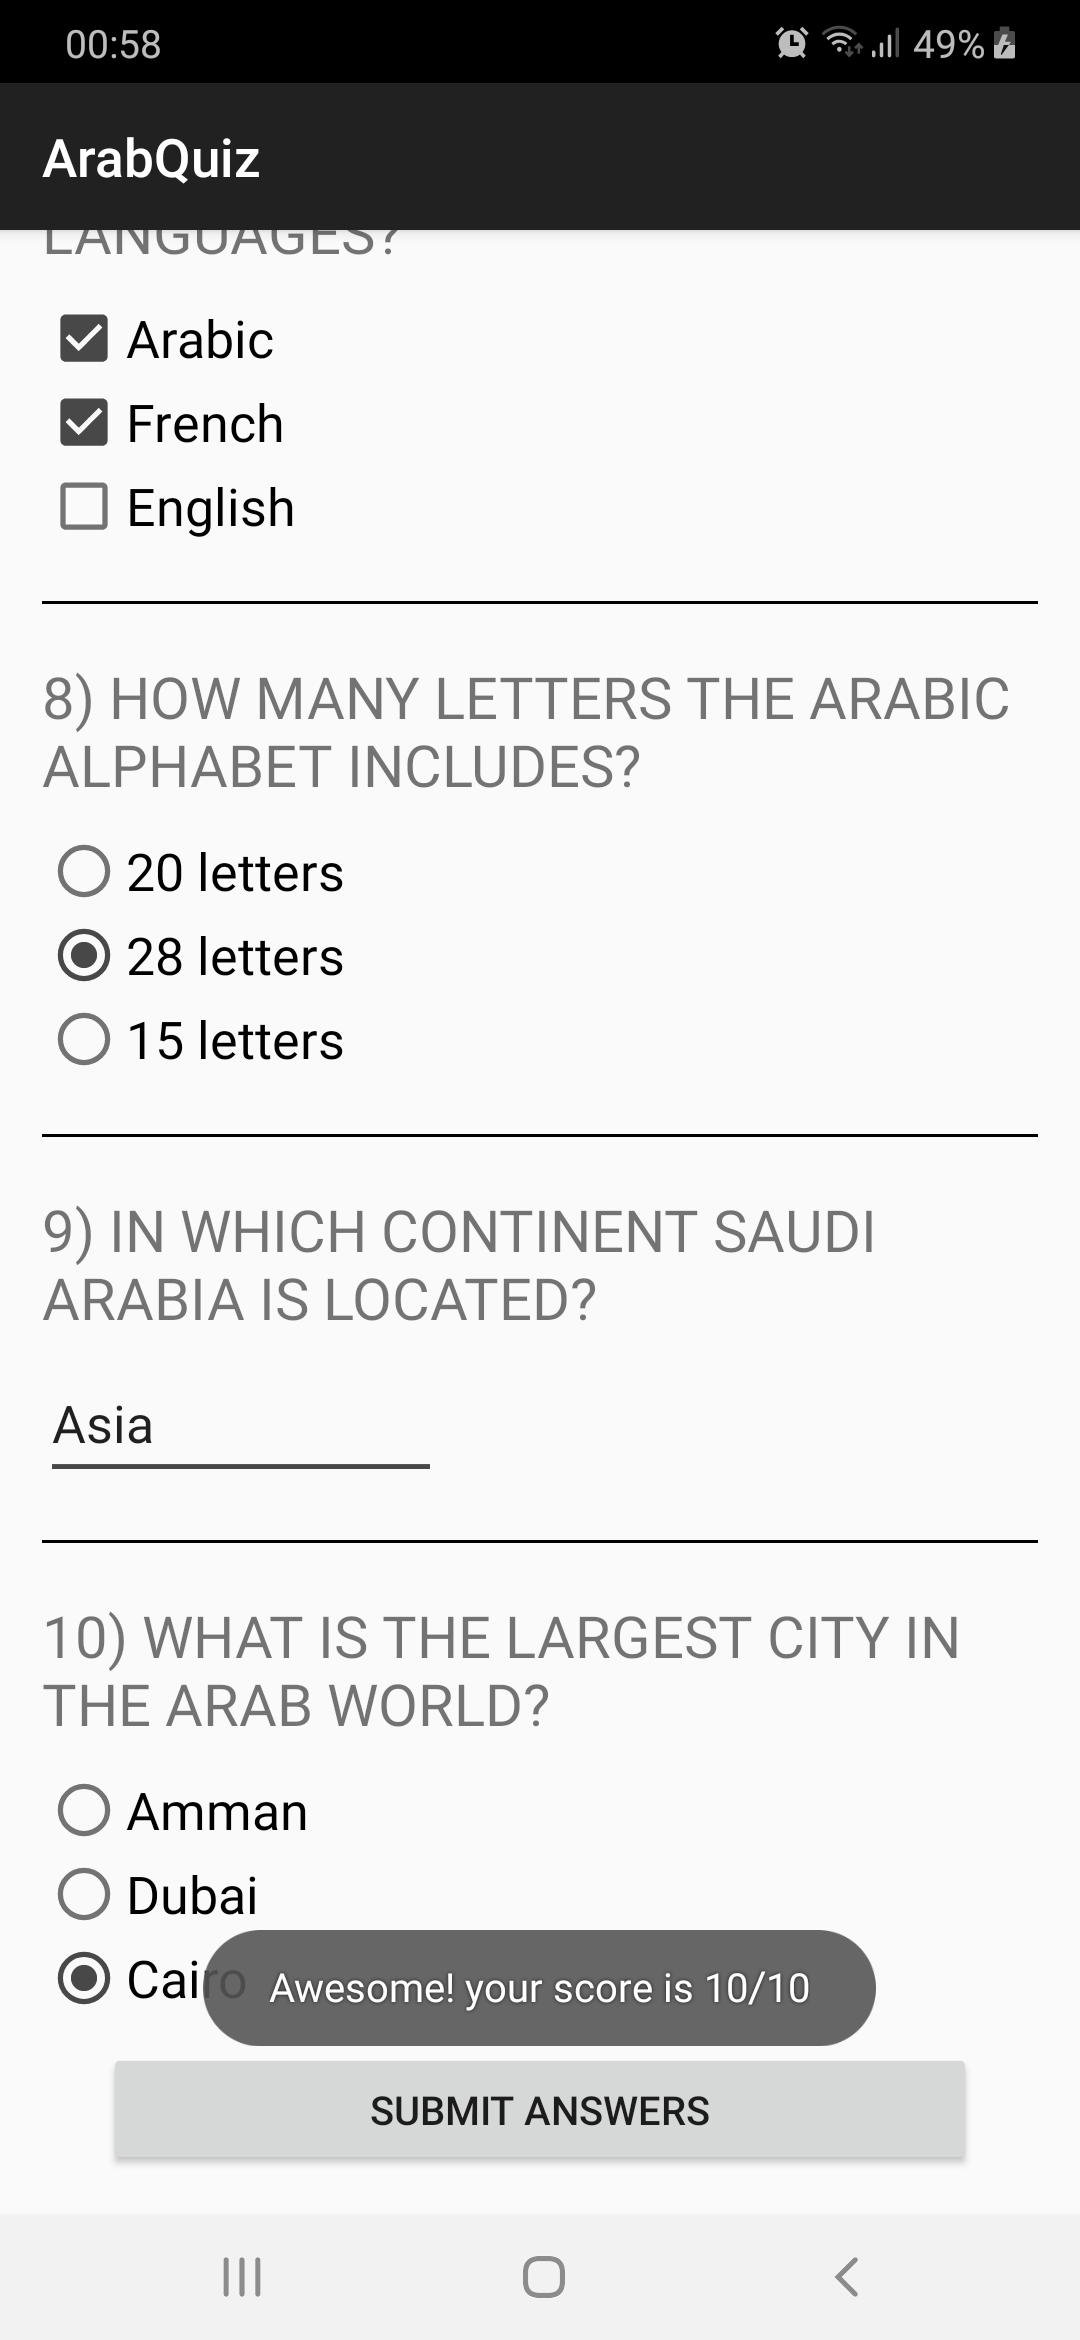 00:58
49%
ArabQuiz
LANGUAGES?
Arabic
French
English
8) HOW MANY LETTERS THE ARABIC
ALPHABET INCLUDES?
20 letters
28 letters
15 letters
9) IN WHICH CONTINENT SAUDI
ARABIA IS LOCATED?
Asia
10) WHAT IS THE LARGEST CITY IN
THE ARAB WORLD?
Amman
Dubai
Cairo
Awesome! your score is 10/10
SUBMIT ANSWERS